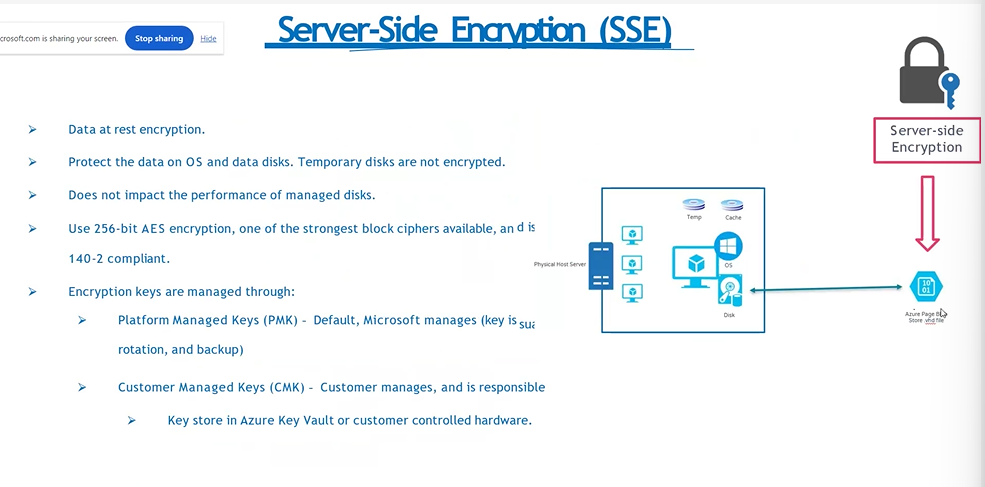 Server-Side Encryption (SSE)
crosoft.com is sharing your screen. Stop sharing Hide
Data at rest encryption.
Protect the data on OS and data disks. Temporary disks are not encrypted.
Does not impact the performance of managed disks.
Use 256-bit AES encryption, one of the strongest block ciphers available, an d is
140-2 compliant.
Encryption keys are managed through:
Platform Managed Keys (PMK) - Default, Microsoft manages (key is
rotation, and backup)
Customer Managed Keys (CMK) - Customer manages, and is responsible
Key store in Azure Key Vault or customer controlled hardware.
Physical Host Server
Temp
Cache
OS
Disk
Server-side
Encryption
10
01
Azure Page
Store .vhd file